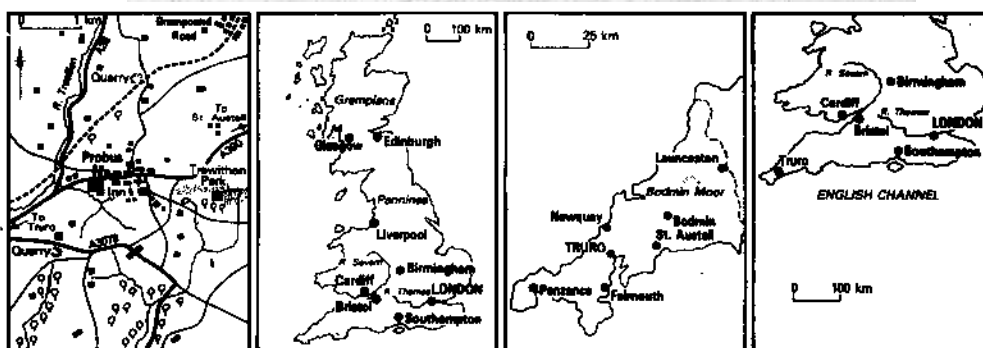 0 1 km
Greenposted
Road
Quarry
R. Tresillian
To
St. Austell
A390
Probus
Inn
Trewithen
Park
To
Truro
A3078
Quarry
0 100 km
Grampians
Glasgow
Edinburgh
Pennines
Liverpool
R. Severn
Birmingham
Cardiff
Thames
LONDON
Bristol
Southampton
0 25 km
Launceston
Bodmin Moor
Newquay
Bodmin
TRURO
St. Austell
Penzance
Falmouth
R. Severn
Birmingham
Cardiff
R. Thames
LONDON
Bristol
Southampton
Truro
ENGLISH CHANNEL
0 100 km